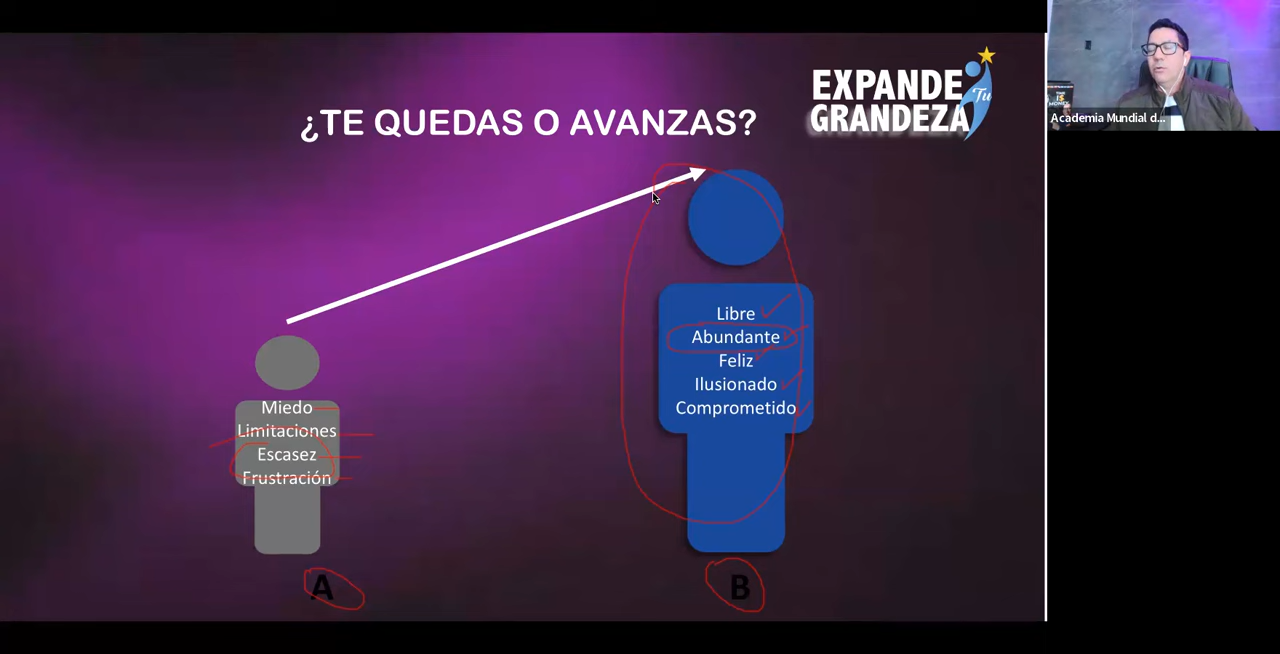 ¿TE QUEDAS O AVANZAS?
EXPANDE
Tu
GRANDEZA
Academia Mundial d...
Miedo
Limitaciones
Escasez
Frustración
A
Libre
Abundante
Feliz
Ilusionado
Comprometido
B